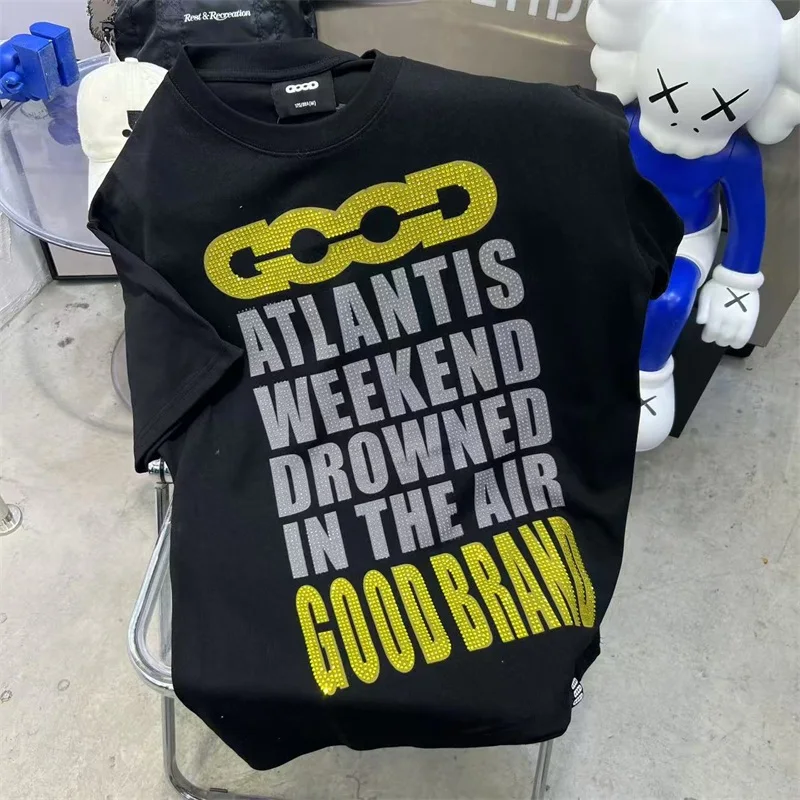 Rest & Recreation
GOOD
GOOD
ATLANTIS
WEEKEND
DROWNED
IN THE AIR
GOOD BRAND